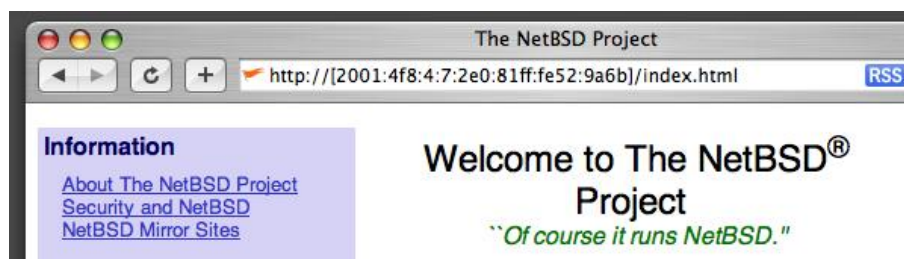 The NetBSD Project
http://[2001:4f8:4:7:2e0:81ff:fe52:9a6b]/index.html
RSS
Information
About The NetBSD Project
Security and NetBSD
NetBSD Mirror Sites
Welcome to The NetBSD®
Project
``Of course it runs NetBSD."